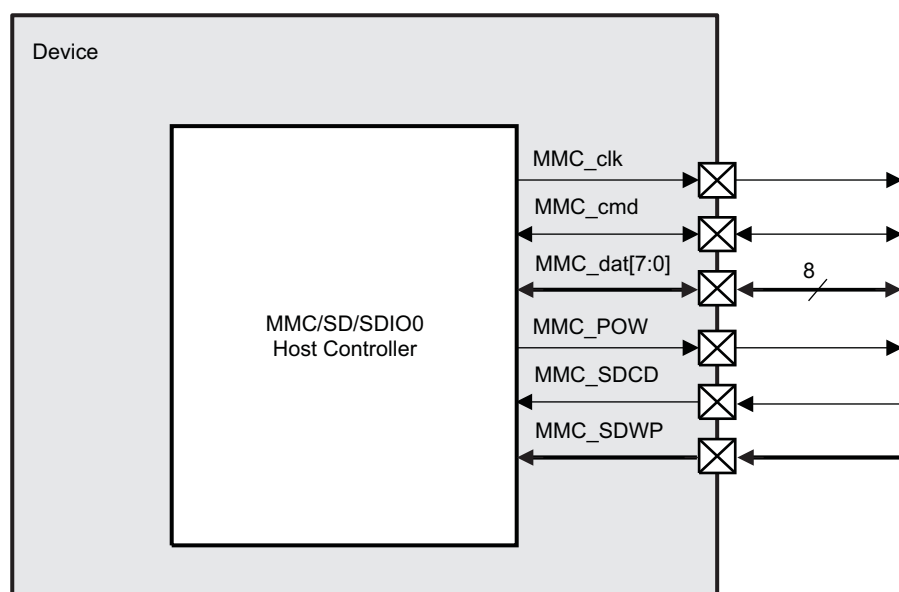 Device
MMC_clk
MMC_cmd
MMC_dat[7:0]
8
MMC/SD/SDIO0
Host Controller
MMC_POW
MMC_SDCD
MMC_SDWP